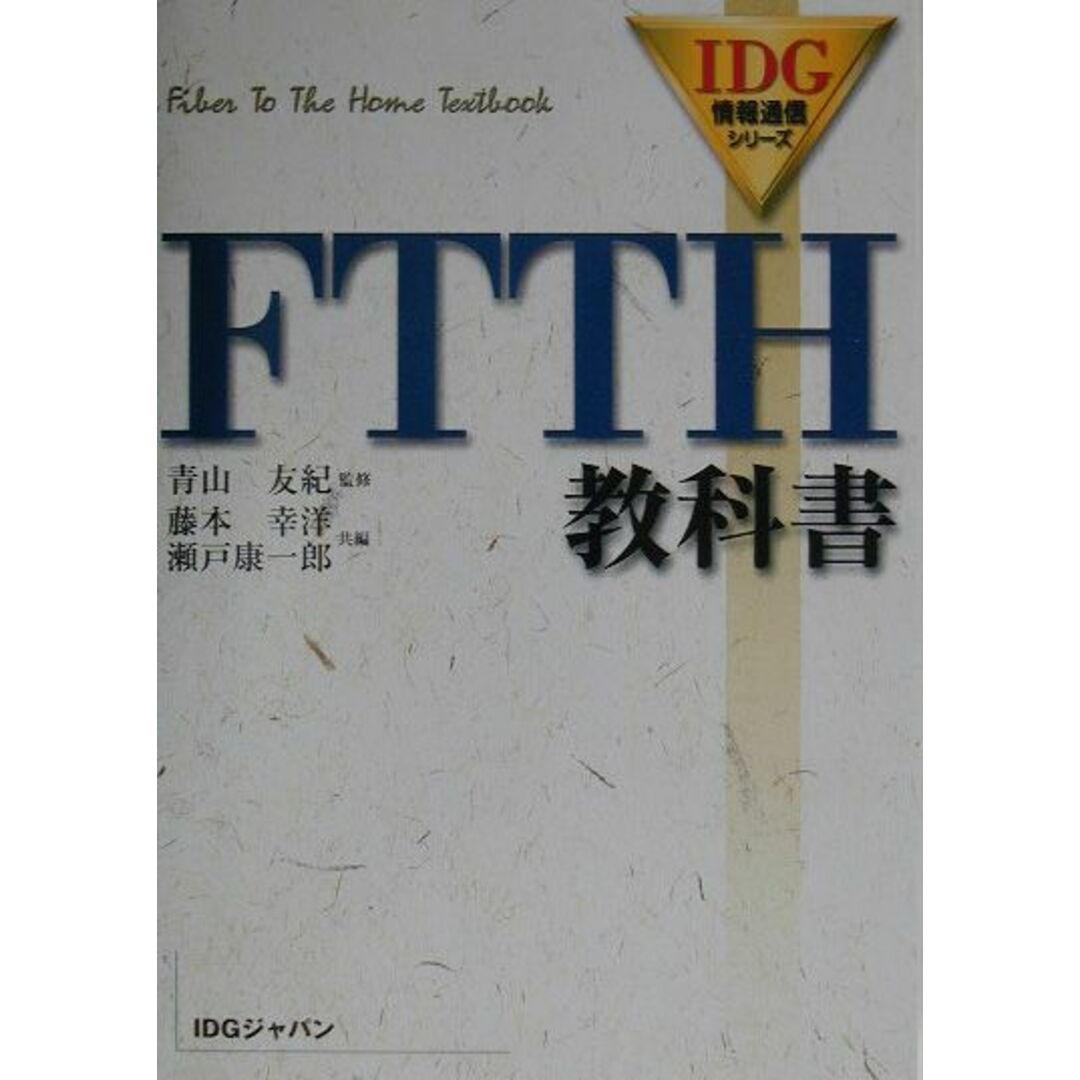 Fiber To The Home Textbook
IDG
情報通信
シリーズ
FTTH
教科書
青山 友紀 監修
藤本 幸洋
瀬戸康一郎 共編
IDGジャパン